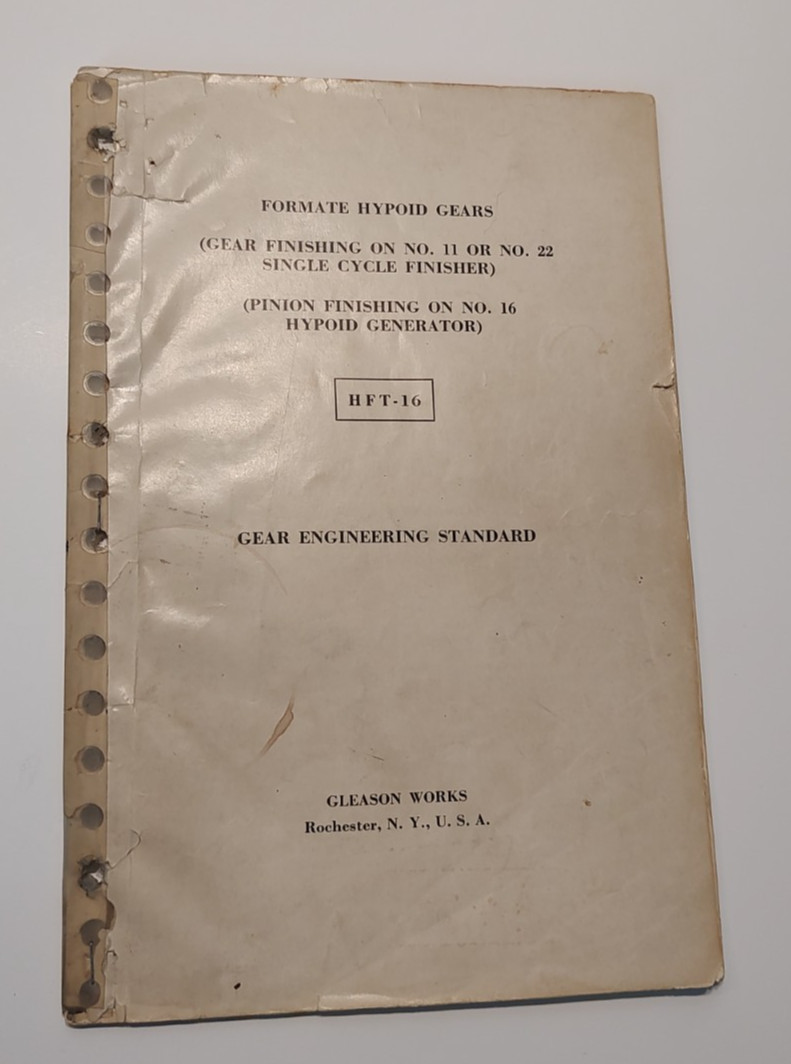 FORMATE HYPOID GEARS
(GEAR FINISHING ON NO. 11 OR NO. 22
SINGLE CYCLE FINISHER)
(PINION FINISHING ON NO. 16
HYPOID GENERATOR)
HFT-16
GEAR ENGINEERING STANDARD
GLEASON WORKS
Rochester, N. Y., U. S. A.